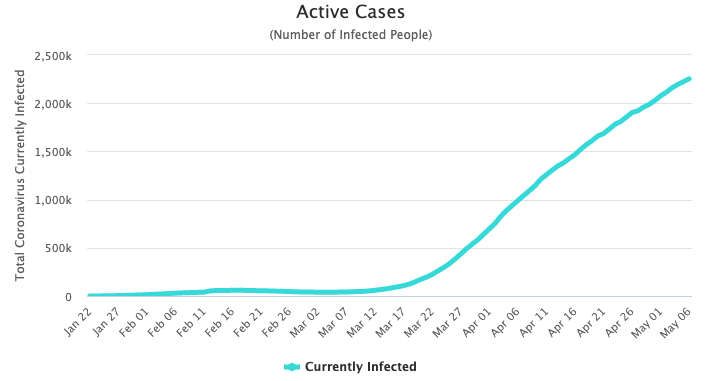 Active Cases
(Number of Infected People)
Total Coronavirus Currently Infected
2,500k
2,000k
1,500k
1,000k
500k
0
Jan 22
Jan 27
Feb 01
Feb 06
Feb 11
Feb 16
Feb 21
Feb 26
Mar 02
Mar 07
Mar 12
Mar 17
Mar 22
Mar 27
Apr 01
Apr 06
Apr 11
Apr 16
Apr 21
Apr 26
May 01
May 06
Currently Infected